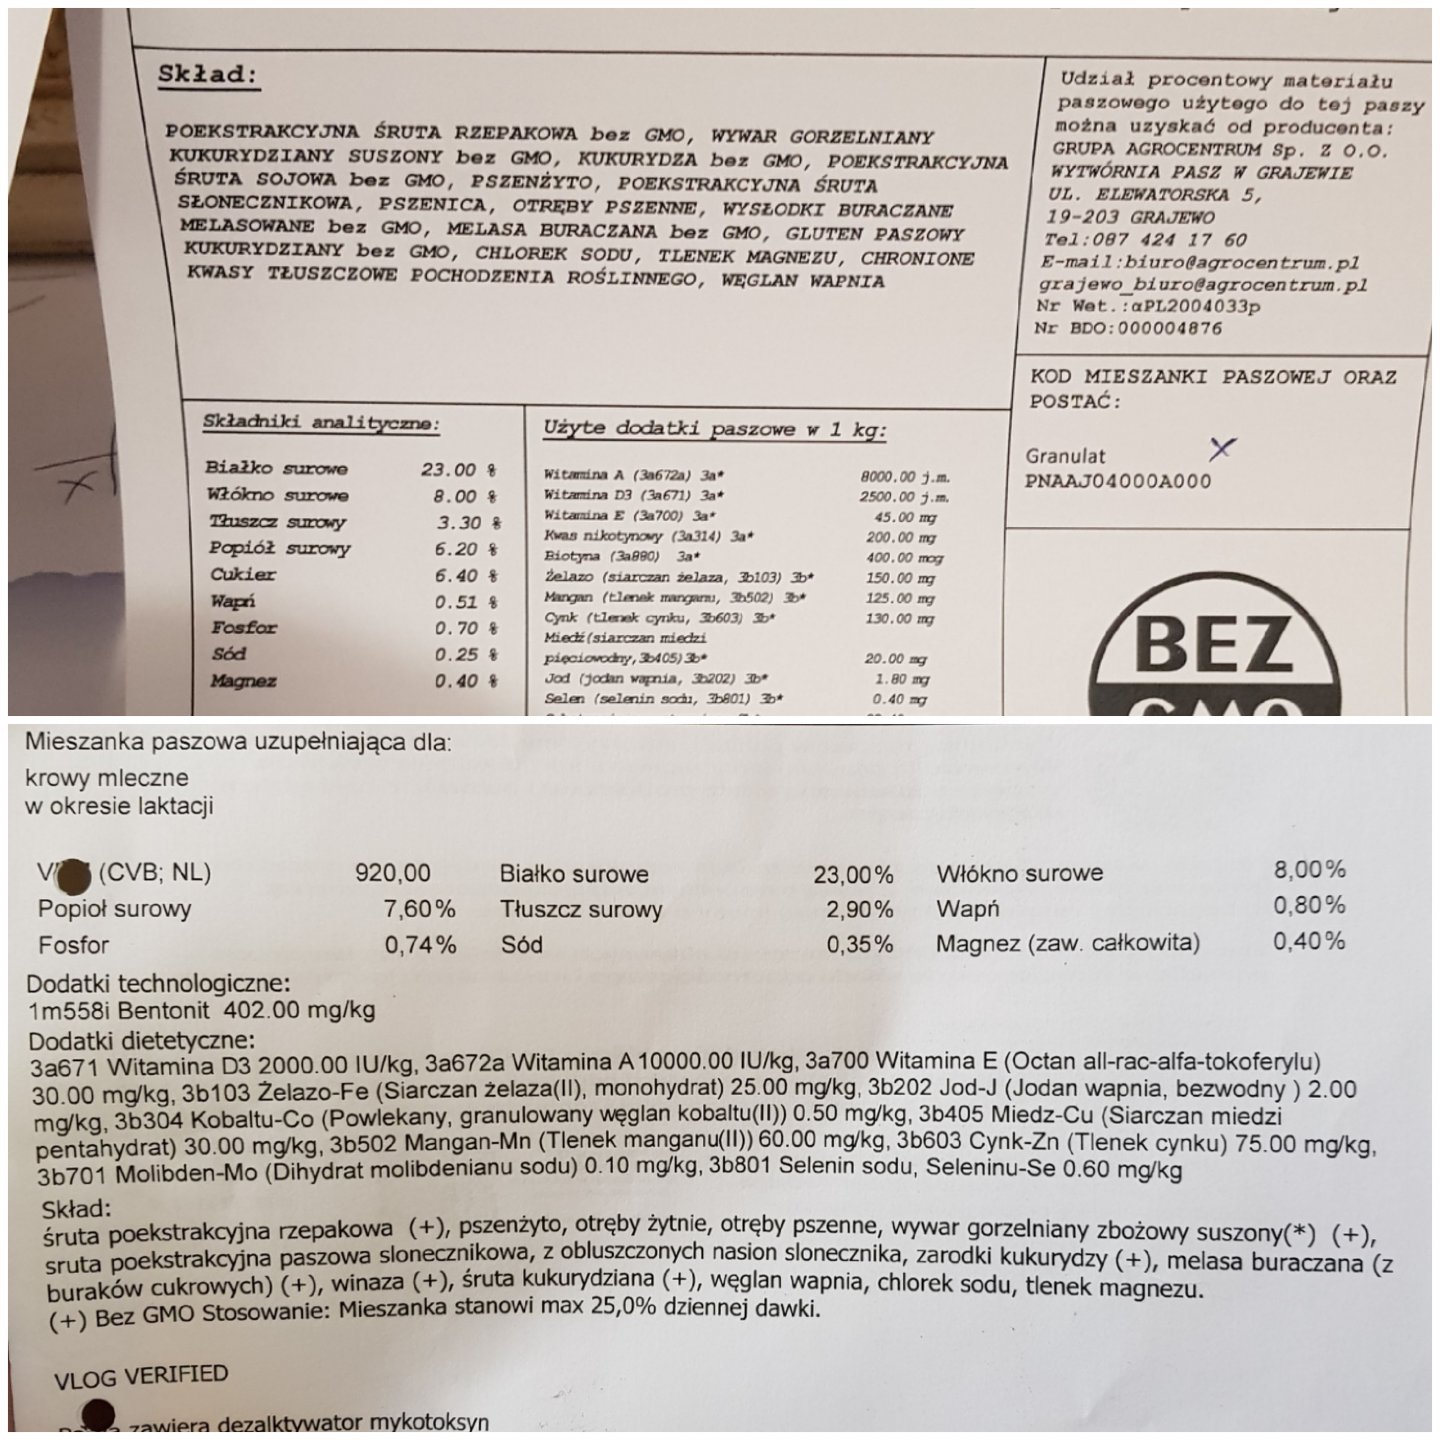 Skład:
POEKSTRAKCYJNA ŚRUTA RZEPAKOWA bez GMO, WYWAR GORZELNIANY
KUKURYDZIANY SUSZONY bez GMO, KUKURYDZA bez GMO, POEKSTRAKCYJNA
ŚRUTA SOJOWA bez GMO, PSZENŻYTO, POEKSTRAKCYJNA ŚRUTA
SŁONECZNIKOWA, PSZENICA, OTRĘBY PSZENNE, WYSŁODKI BURACZANE
MELASOWANE bez GMO, MELASA BURACZANA bez GMO, GLUTEN PASZOWY
KUKURYDZIANY bez GMO, CHLOREK SODU, TLENEK MAGNEZU, CHRONIONE
KWASY TŁUSZCZOWE POCHODZENIA ROŚLINNEGO, WĘGLAN WAPNIA
Udział procentowy materiału
paszowego użytego do tej paszy
można uzyskać od producenta:
GRUPA AGROCENTRUM Sp. Z O.O.
WYTWÓRNIA PASZ W GRAJEWIE
UL. ELEWATORSKA 5,
19-203 GRAJEWO
Tel:087 424 17 60
E-mail:biuro@agrocentrum.pl
grajewo_biuro@agrocentrum.pl
Nr Wet.:αPL2004033p
Nr BDO:000004876
KOD MIESZANKI PASZOWEJ ORAZ
POSTAĆ:
Granulat X
PNAAJ04000A000
BEZ
GMO
Składniki analityczne:
Białko surowe 23.00 %
Włókno surowe 8.00 %
Tłuszcz surowy 3.30 %
Popiół surowy 6.20 %
Cukier 6.40 %
Wapń 0.51 %
Fosfor 0.70 %
Sód 0.25 %
Magnez 0.40 %
Użyte dodatki paszowe w 1 kg:
Witamina A (3a672a) 3a* 8000.00 j.m.
Witamina D3 (3a671) 3a* 2500.00 j.m.
Witamina E (3a700) 3a* 45.00 mg
Kwas nikotynowy (3a314) 3a* 200.00 mg
Biotyna (3a880) 3a* 400.00 mcg
Żelazo (siarczan żelaza, 3b103) 3b* 150.00 mg
Mangan (tlenek manganu, 3b502) 3b* 125.00 mg
Cynk (tlenek cynku, 3b603) 3b* 130.00 mg
Miedź(siarczan miedzi
pięciowodny,3b405)3b* 20.00 mg
Jod (jodan wapnia, 3b202) 3b* 1.80 mg
Selen (selenin sodu, 3b801) 3b* 0.40 mg
Mieszanka paszowa uzupełniająca dla:
krowy mleczne
w okresie laktacji
(CVB; NL) 920,00 Białko surowe 23,00% Włókno surowe 8,00%
Popioł surowy 7,60% Tłuszcz surowy 2,90% Wapń 0,80%
Fosfor 0,74% Sód 0,35% Magnez (zaw. całkowita) 0,40%
Dodatki technologiczne:
1m558i Bentonit 402.00 mg/kg
Dodatki dietetyczne:
3a671 Witamina D3 2000.00 IU/kg, 3a672a Witamina A 10000.00 IU/kg, 3a700 Witamina E (Octan all-rac-alfa-tokoferylu)
30.00 mg/kg, 3b103 Żelazo-Fe (Siarczan żelaza(II), monohydrat) 25.00 mg/kg, 3b202 Jod-J (Jodan wapnia, bezwodny ) 2.00
mg/kg, 3b304 Kobaltu-Co (Powlekany, granulowany węglan kobaltu(II)) 0.50 mg/kg, 3b405 Miedz-Cu (Siarczan miedzi
pentahydrat) 30.00 mg/kg, 3b502 Mangan-Mn (Tlenek manganu(II)) 60.00 mg/kg, 3b603 Cynk-Zn (Tlenek cynku) 75.00 mg/kg,
3b701 Molibden-Mo (Dihydrat molibdenianu sodu) 0.10 mg/kg, 3b801 Selenin sodu, Seleninu-Se 0.60 mg/kg
Skład:
śruta poekstrakcyjna rzepakowa (+), pszenżyto, otręby żytnie, otręby pszenne, wywar gorzelniany zbożowy suszony(*) (+),
sruta poekstrakcyjna paszowa slonecznikowa, z obluszczonych nasion slonecznika, zarodki kukurydzy (+), melasa buraczana (z
buraków cukrowych) (+), winaza (+), śruta kukurydziana (+), węglan wapnia, chlorek sodu, tlenek magnezu.
(+) Bez GMO Stosowanie: Mieszanka stanowi max 25,0% dziennej dawki.
VLOG VERIFIED
zawiera dezalktywator mykotoksyn